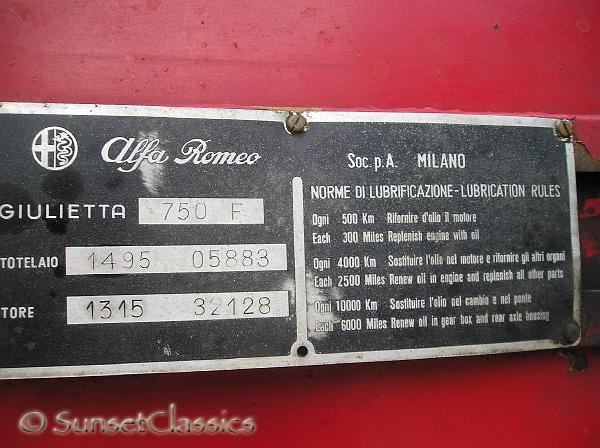 Alfa Romeo
GIULIETTA 750 F
TOTELAIO 1495 05883
TORE 1315 32128
Soc.p.A. MILANO
NORME DI LUBRIFICAZIONE-LUBRICATION RULES
Ogni 500 Km Rifornire d'olio il motore
Each 300 Miles Replenish engine with oil
Ogni 4000 Km Sostituire l'olio nel motore e rifornire gli altri organi
Each 2500 Miles Renew oil in engine and replenish all other parts
Ogni 10000 Km Sostituire l'olio nel cambio e nel ponte
Each 6000 Miles Renew oil in gear box and rear axle housing
© SunsetClassics